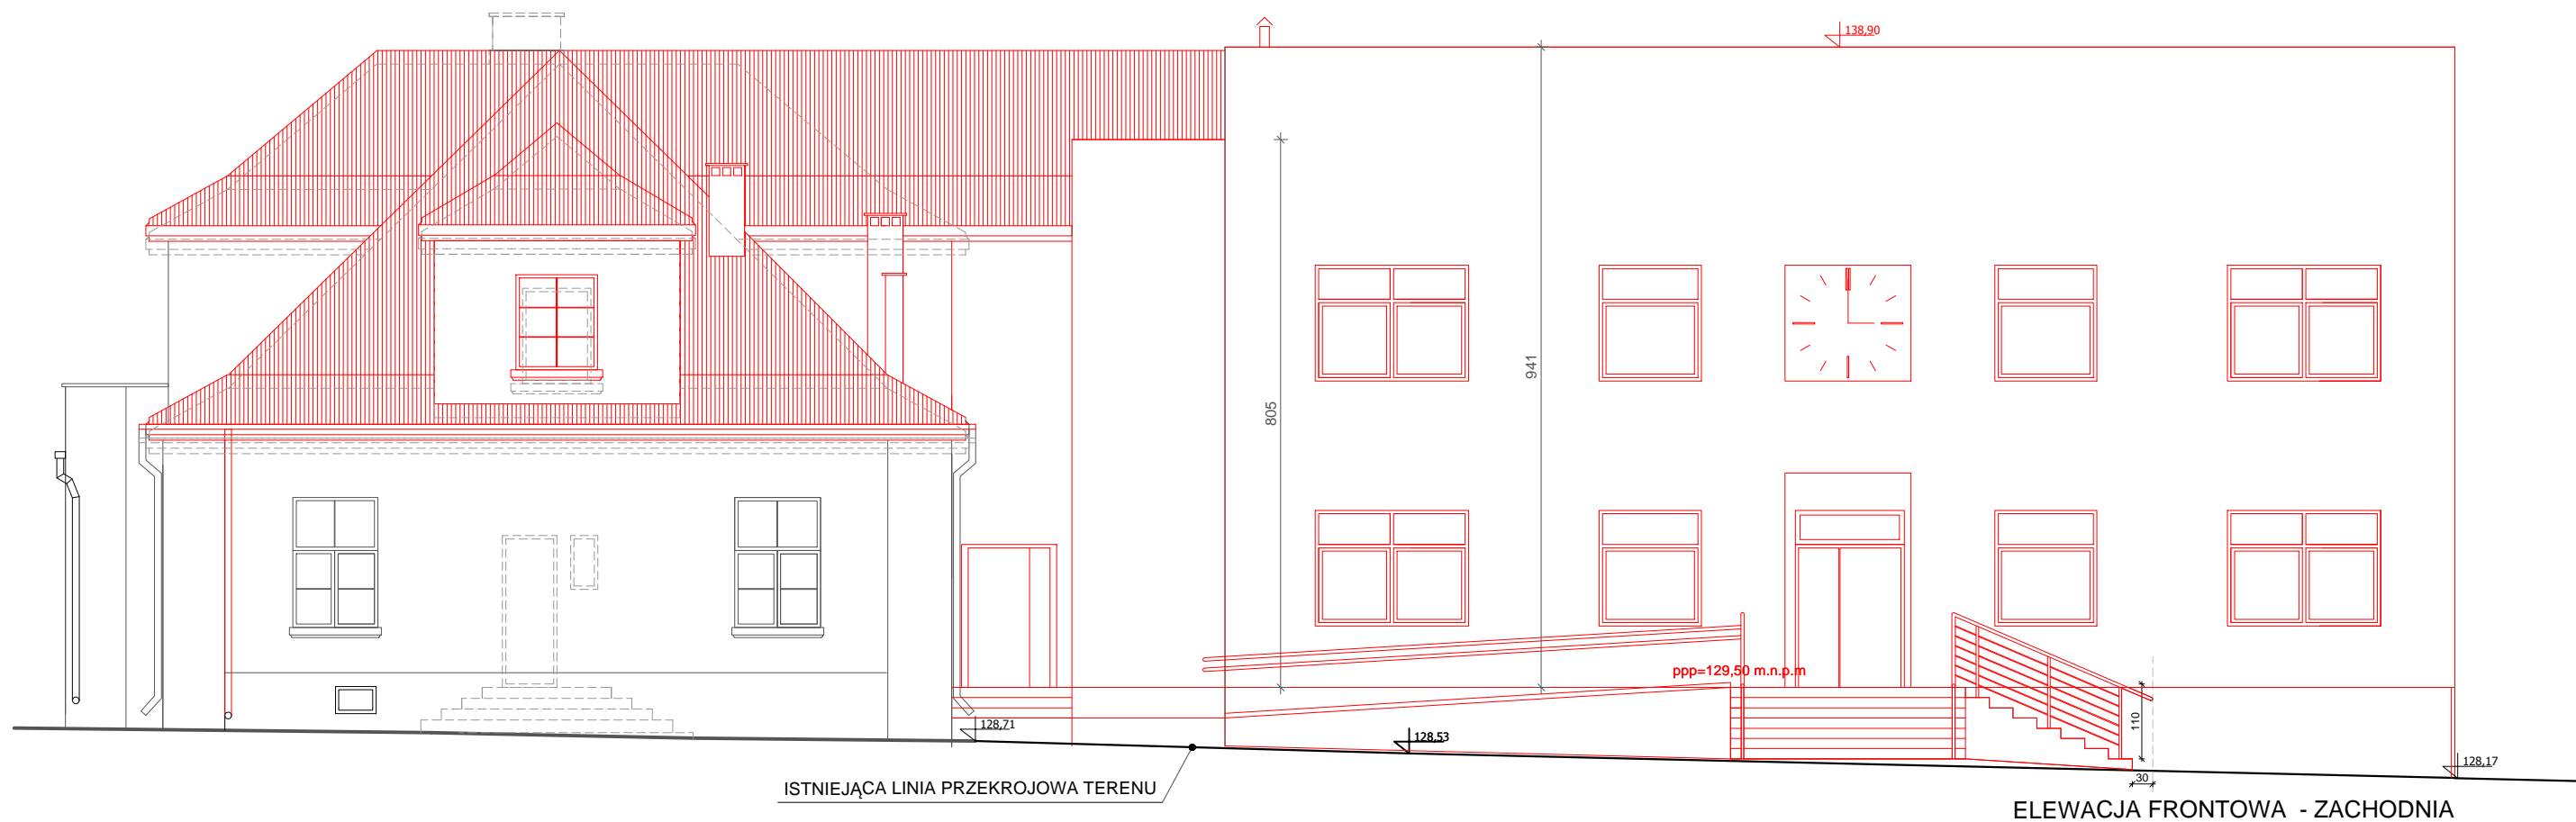 138,90
941
805
ppp=129,50 m.n.p.m
128,71
128,53
110
128,17
30
ISTNIEJĄCA LINIA PRZEKROJOWA TERENU
ELEWACJA FRONTOWA - ZACHODNIA